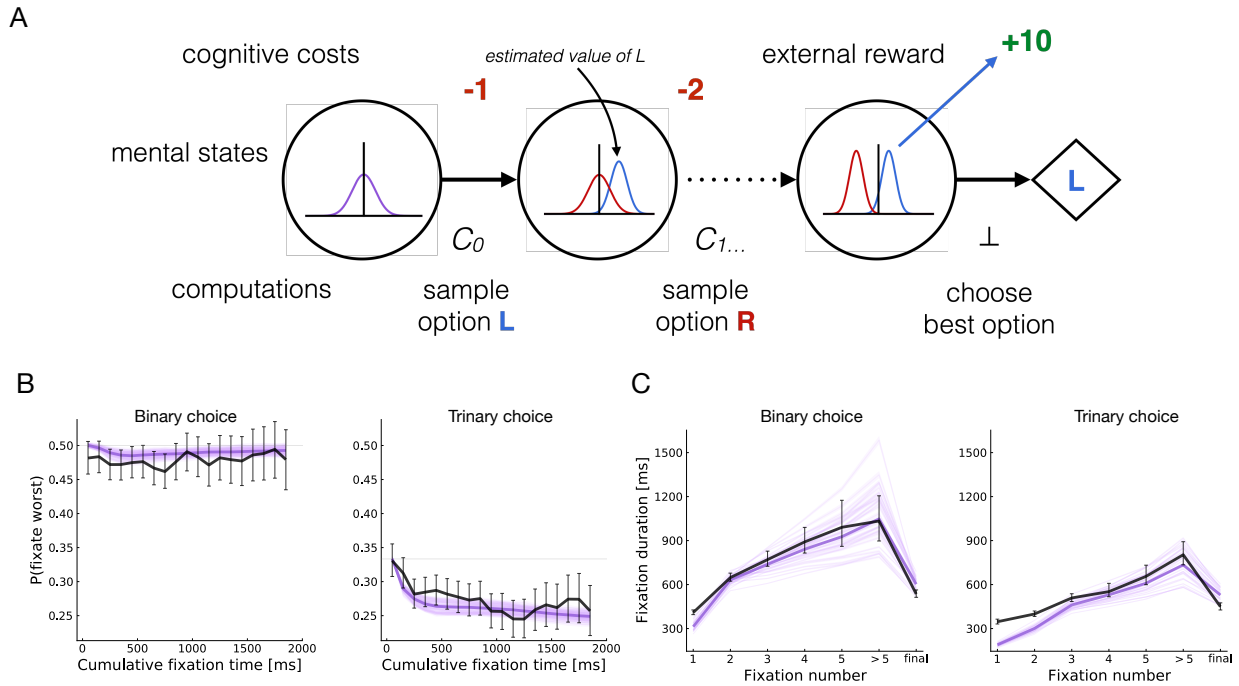 A
cognitive costs
estimated value of L
external reward
+10
-1
-2
mental states
L
C0
C1...
⊥
computations
sample
option L
sample
option R
choose
best option
B
Binary choice
P(fixate worst)
0.50
0.45
0.40
0.35
0.30
0.25
0
500
1000
1500
2000
Cumulative fixation time [ms]
Trinary choice
0.50
0.45
0.40
0.35
0.30
0.25
0
500
1000
1500
2000
Cumulative fixation time [ms]
C
Binary choice
Fixation duration [ms]
1500
1200
900
600
300
1
2
3
4
5
>5
final
Fixation number
Trinary choice
1500
1200
900
600
300
1
2
3
4
5
>5
final
Fixation number